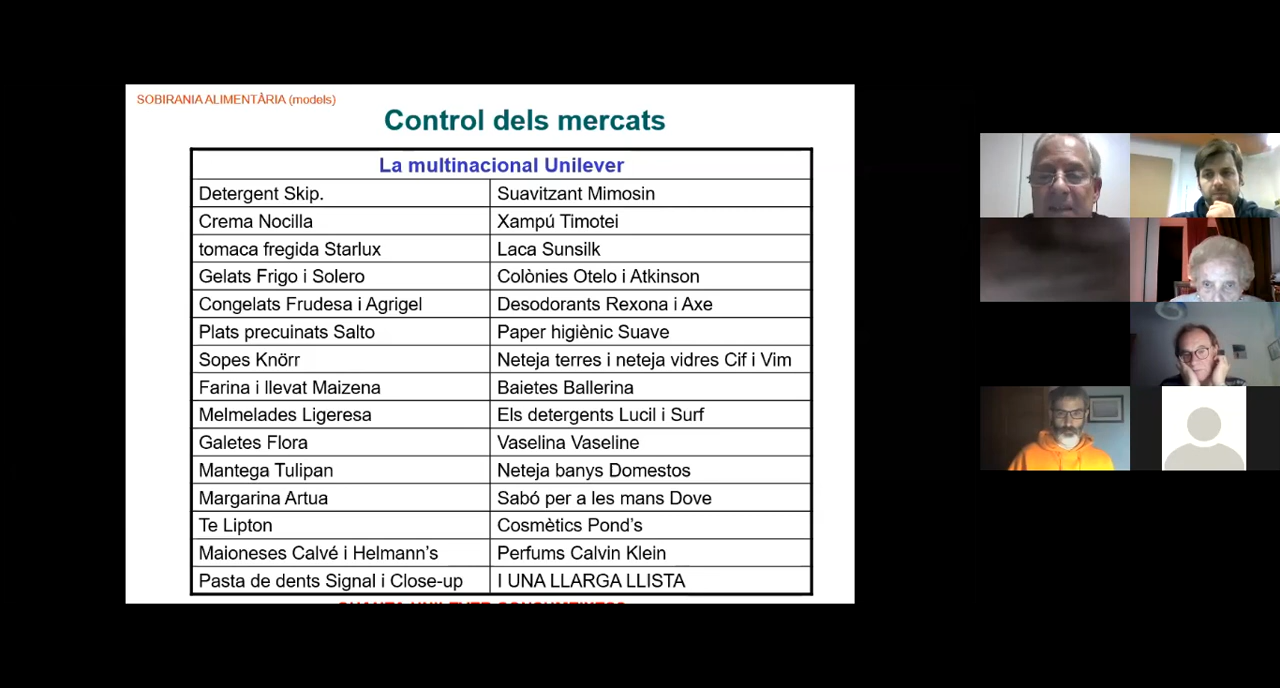 SOBIRANIA ALIMENTÀRIA (models)
Control dels mercats
La multinacional Unilever
Detergent Skip.
Suavitzant Mimosin
Crema Nocilla
Xampú Timotei
tomaca fregida Starlux
Laca Sunsilk
Gelats Frigo i Solero
Colònies Otelo i Atkinson
Congelats Frudesa i Agrigel
Desodorants Rexona i Axe
Plats precuinats Salto
Paper higiènic Suave
Sopes Knörr
Neteja terres i neteja vidres Cif i Vim
Farina i llevat Maizena
Baietes Ballerina
Melmelades Ligeresa
Els detergents Lucil i Surf
Galetes Flora
Vaselina Vaseline
Mantega Tulipan
Neteja banys Domestos
Margarina Artua
Sabó per a les mans Dove
Te Lipton
Cosmètics Pond's
Maioneses Calvé i Helmann's
Perfums Calvin Klein
Pasta de dents Signal i Close-up
I UNA LLARGA LLISTA